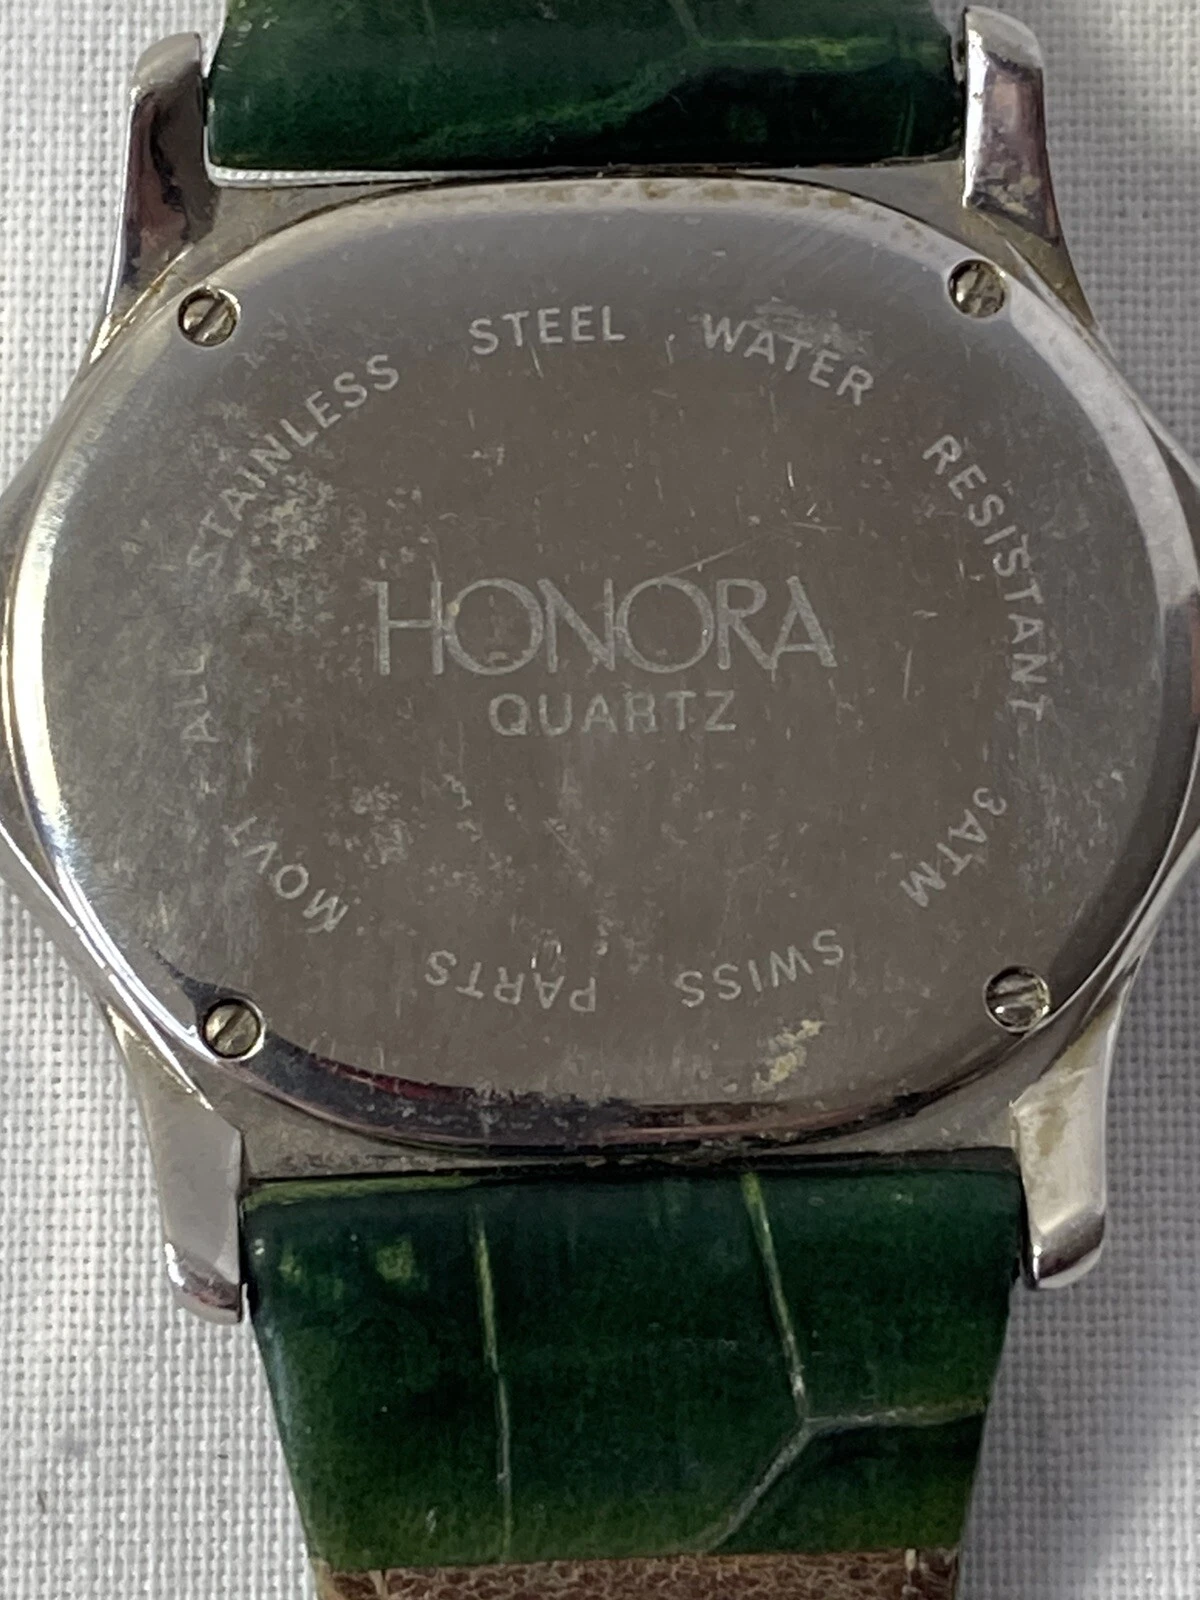 ALL STAINLESS STEEL WATER RESISTANT 3ATM SWISS PARTS MOVT
HONORA
QUARTZ